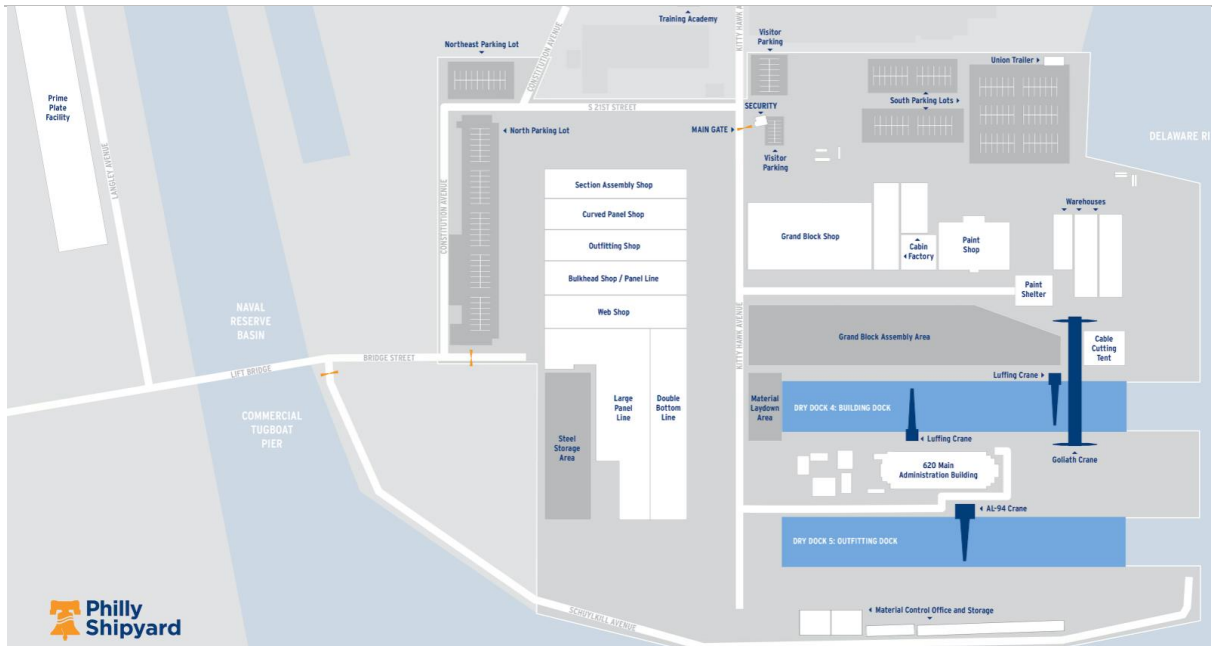 Training Academy
KITTY HAWK A
Visitor
Parking
Northeast Parking Lot
CONSTITUTION AVENUE
Union Trailer
Prime
Plate
Facility
S 21ST STREET
SECURITY
South Parking Lots
North Parking Lot
MAIN GATE
DELAWARE RI
LANGLEY AVENUE
Visitor
Parking
Section Assembly Shop
Warehouses
CONSTITUTION AVENUE
Curved Panel Shop
Grand Block Shop
Cabin
Factory
Paint
Shop
Outfitting Shop
Bulkhead Shop / Panel Line
Paint
Shelter
NAVAL
RESERVE
BASIN
Web Shop
KITTY HAWK AVENUE
Grand Block Assembly Area
Cable
Cutting
Tent
BRIDGE STREET
LIFT BRIDGE
Luffing Crane
COMMERCIAL
TUGBOAT
PIER
Large
Panel
Line
Double
Bottom
Line
Material
Laydown
Area
DRY DOCK 4: BUILDING DOCK
Steel
Storage
Area
Luffing Crane
Goliath Crane
620 Main
Administration Building
AL-94 Crane
DRY DOCK 5: OUTFITTING DOCK
SCHUYLKILL AVENUE
Material Control Office and Storage
Philly
Shipyard